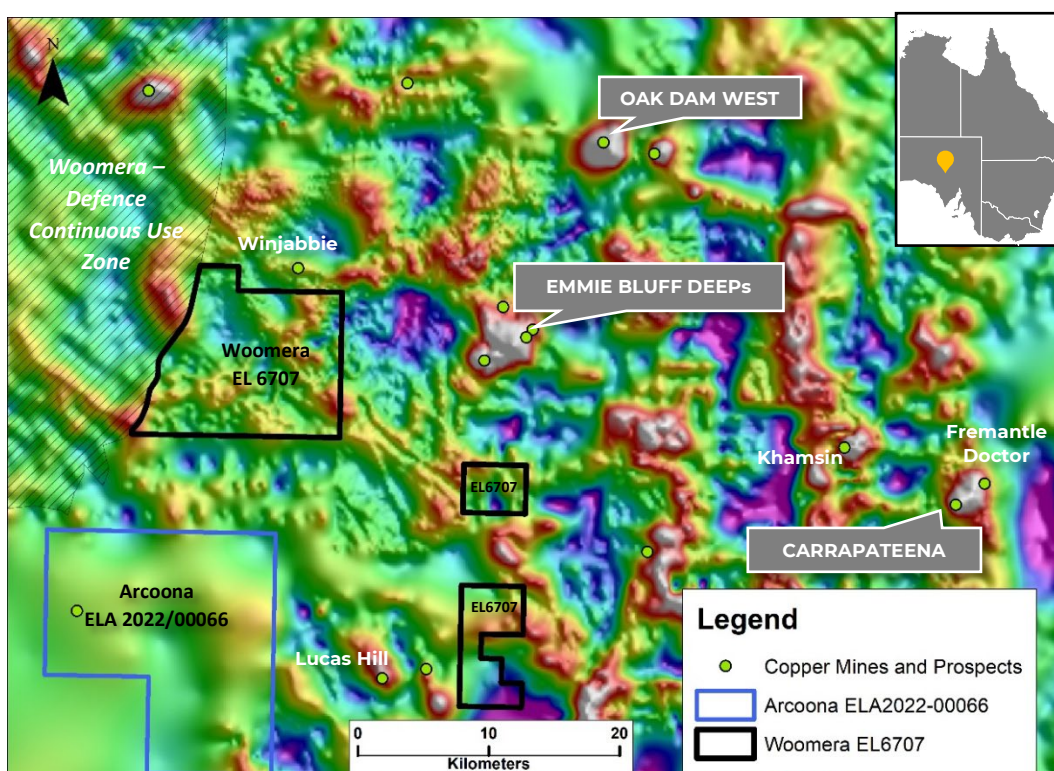 N
OAK DAM WEST
Woomera –
Defence
Continuous Use
Zone
Winjabbie
EMMIE BLUFF DEEPs
Woomera
EL 6707
Khamsin
Fremantle
Doctor
EL6707
CARRAPATEENA
Arcoona
ELA 2022/00066
EL6707
Lucas Hill
Legend
Copper Mines and Prospects
Arcoona ELA2022-00066
Woomera EL6707
0 10 20
Kilometers